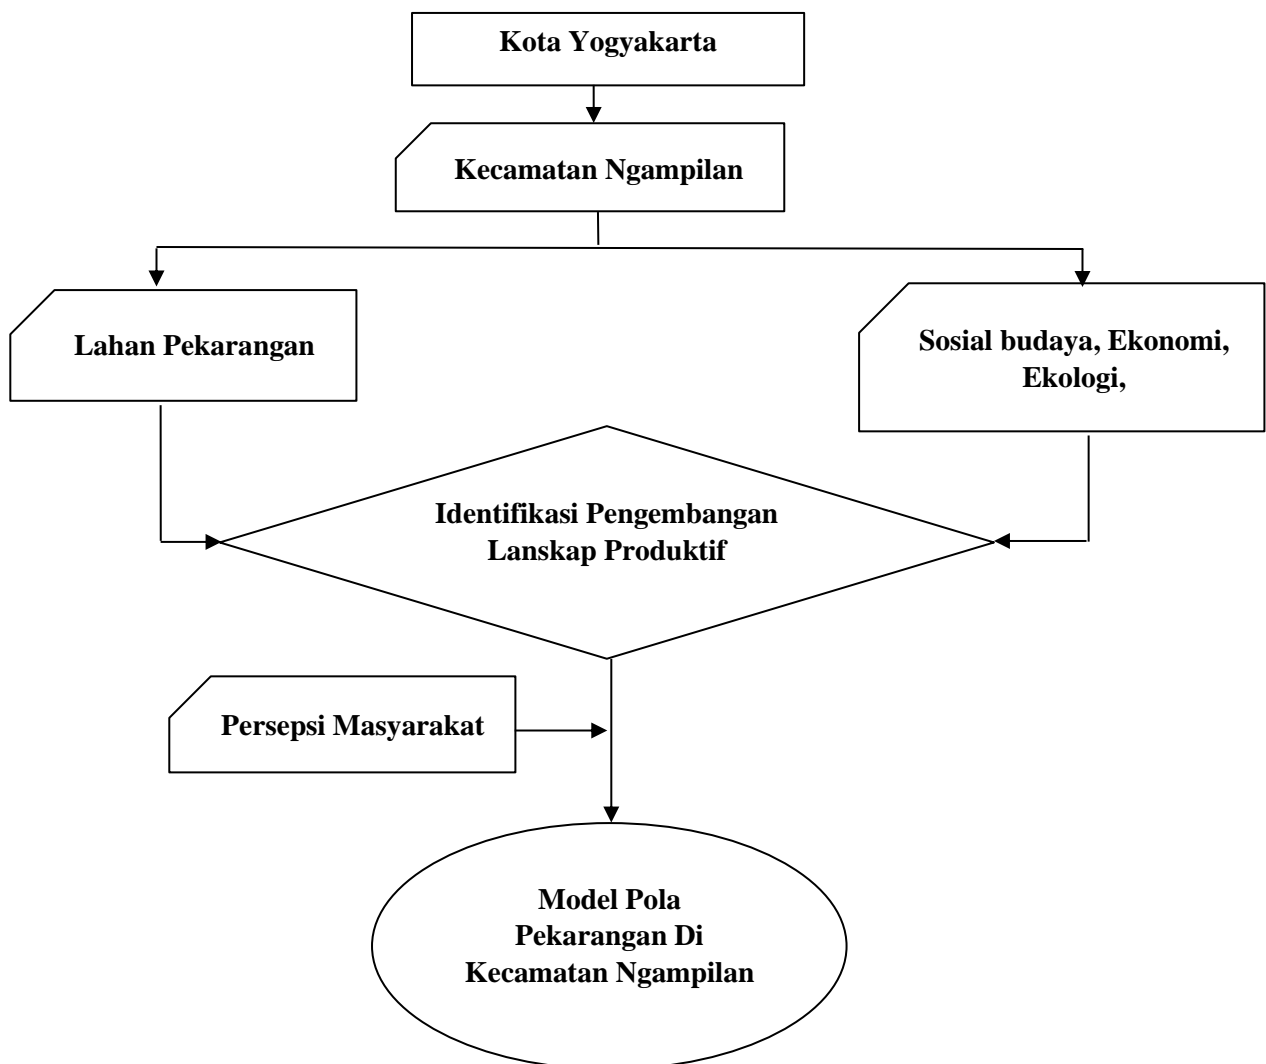 Kota Yogyakarta
Kecamatan Ngampilan
Lahan Pekarangan
Sosial budaya, Ekonomi,
Ekologi,
Identifikasi Pengembangan
Lanskap Produktif
Persepsi Masyarakat
Model Pola
Pekarangan Di
Kecamatan Ngampilan